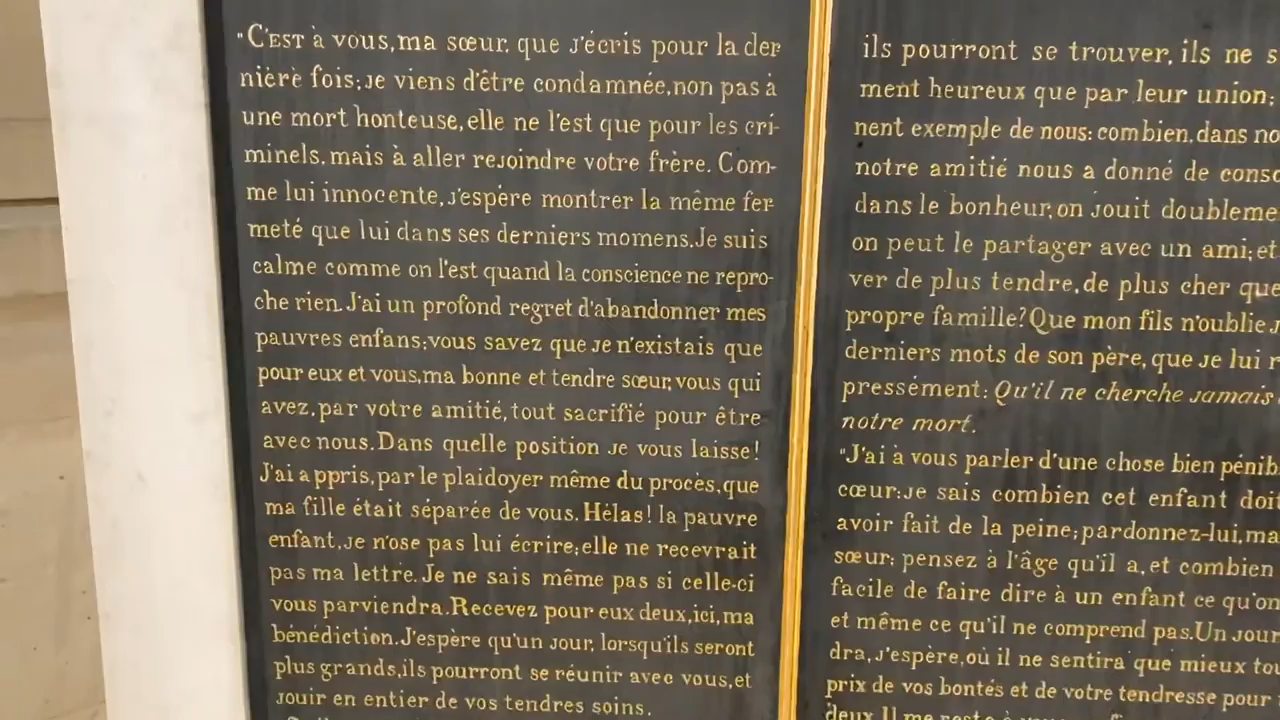 "C'EST à vous, ma sœur, que j'écris pour la der
nière fois; je viens d'être condamnée, non pas à
une mort honteuse, elle ne l'est que pour les cri-
minels, mais à aller rejoindre votre frère. Com-
me lui innocente, j'espère montrer la même fer
meté que lui dans ses derniers momens. Je suis
calme comme on l'est quand la conscience ne repro-
che rien. J'ai un profond regret d'abandonner mes
pauvres enfans; vous savez que je n'existais que
pour eux et vous, ma bonne et tendre sœur, vous qui
avez, par votre amitié, tout sacrifié pour être
avec nous. Dans quelle position je vous laisse!
J'ai appris, par le plaidoyer même du procès, que
ma fille était séparée de vous. Hélas! la pauvre
enfant, je n'ose pas lui écrire; elle ne recevrait
pas ma lettre. Je ne sais même pas si celle-ci
vous parviendra. Recevez pour eux deux, ici, ma
bénédiction. J'espère qu'un jour, lorsqu'ils seront
plus grands, ils pourront se réunir avec vous, et
jouir en entier de vos tendres soins.
ils pourront se trouver, ils ne s
ment heureux que par leur union;
nent exemple de nous: combien, dans no
notre amitié nous a donné de conso
dans le bonheur, on jouit doubleme
on peut le partager avec un ami; et
ver de plus tendre, de plus cher que
propre famille? Que mon fils n'oublie j
derniers mots de son père, que je lui r
pressément: Qu'il ne cherche jamais
notre mort.
"J'ai à vous parler d'une chose bien pénib
cœur: je sais combien cet enfant doit
avoir fait de la peine; pardonnez-lui, ma
sœur; pensez à l'âge qu'il a, et combien
facile de faire dire à un enfant ce qu'on
et même ce qu'il ne comprend pas. Un jour
dra, j'espère, où il ne sentira que mieux tou
prix de vos bontés et de votre tendresse pour
deux. Il me reste à vous